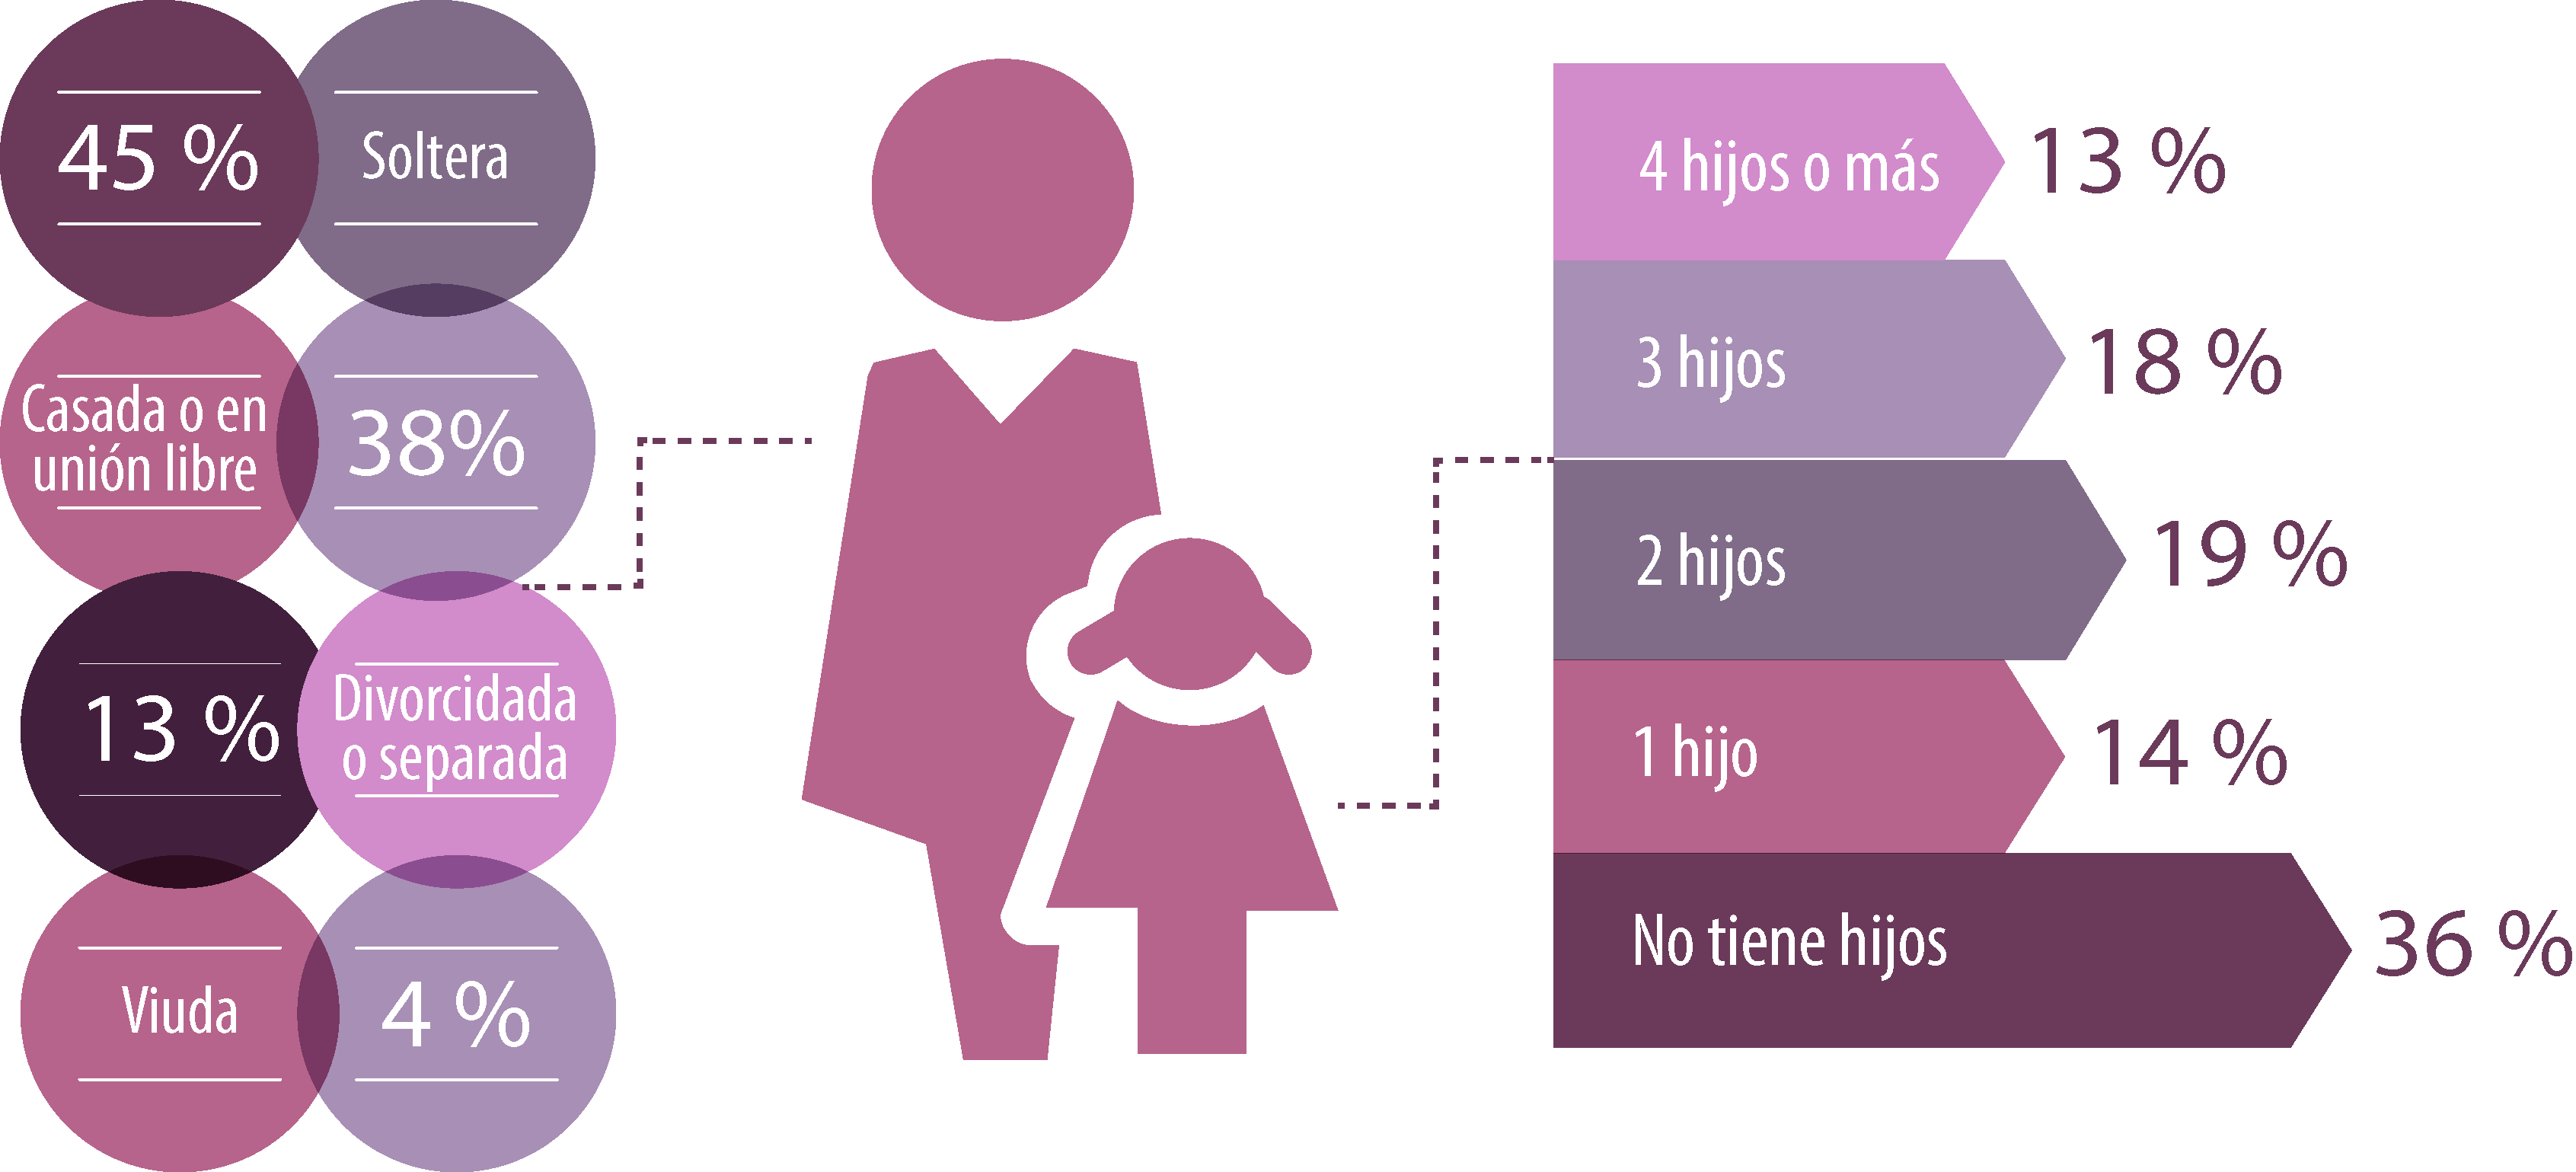 45 %
Soltera
Casada o en
unión libre
38%
13 %
Divorcidada
o separada
Viuda
4 %
4 hijos o más
13 %
3 hijos
18 %
2 hijos
19 %
1 hijo
14 %
No tiene hijos
36 %